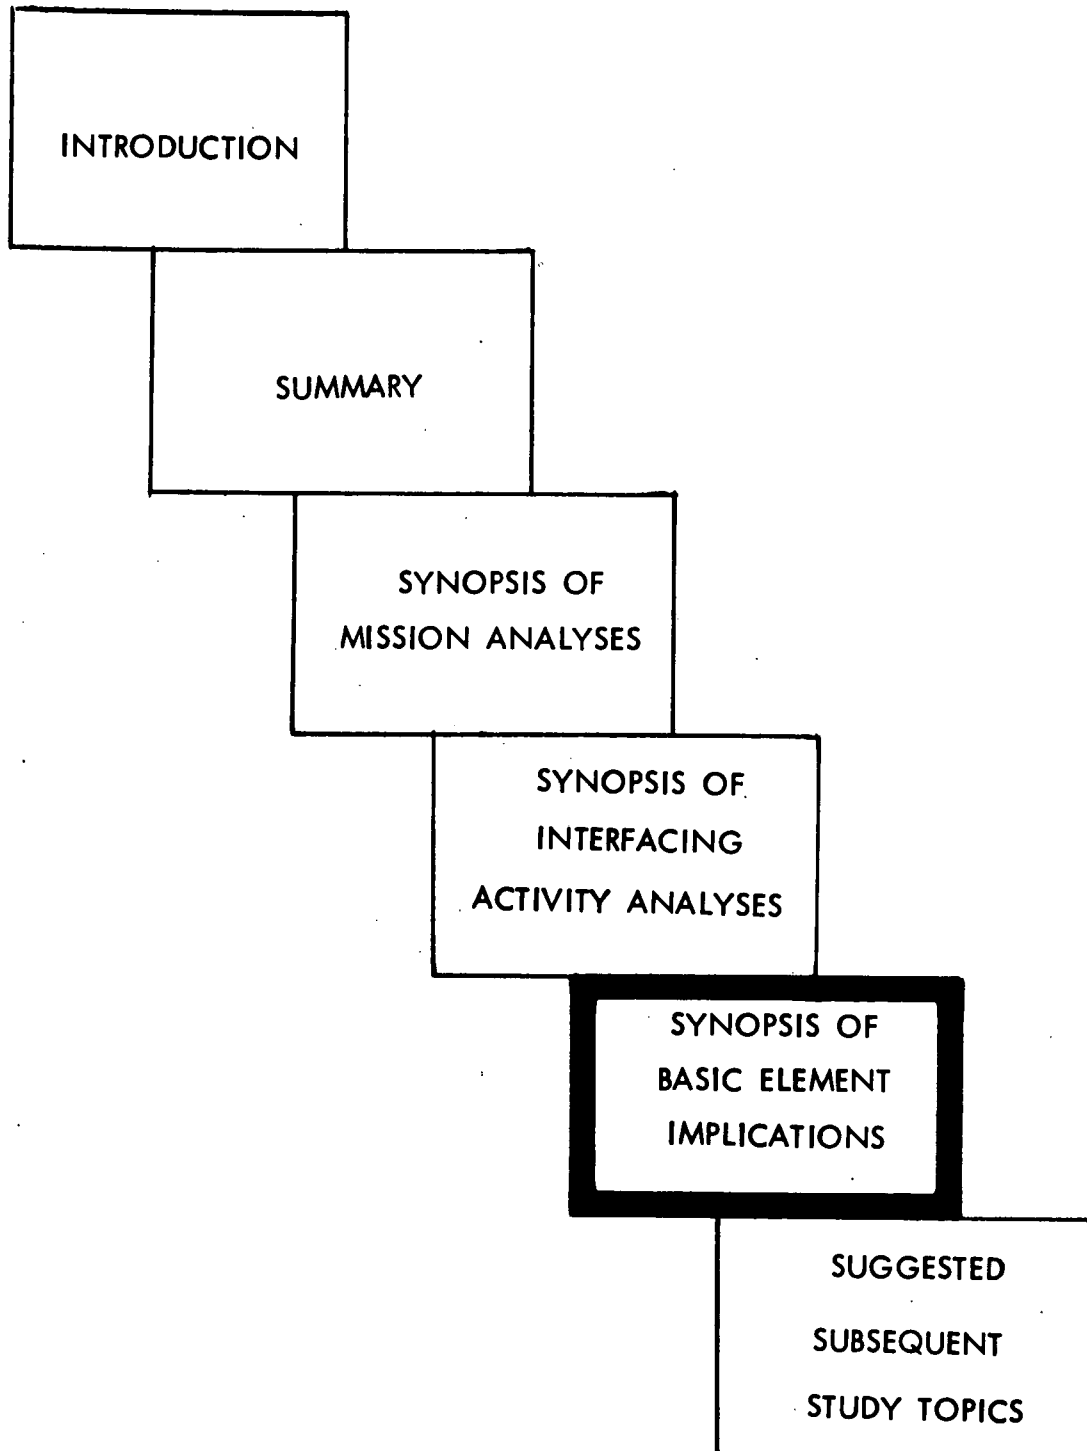 INTRODUCTION
SUMMARY
SYNOPSIS OF
MISSION ANALYSES
SYNOPSIS OF
INTERFACING
ACTIVITY ANALYSES
SYNOPSIS OF
BASIC ELEMENT
IMPLICATIONS
SUGGESTED
SUBSEQUENT
STUDY TOPICS